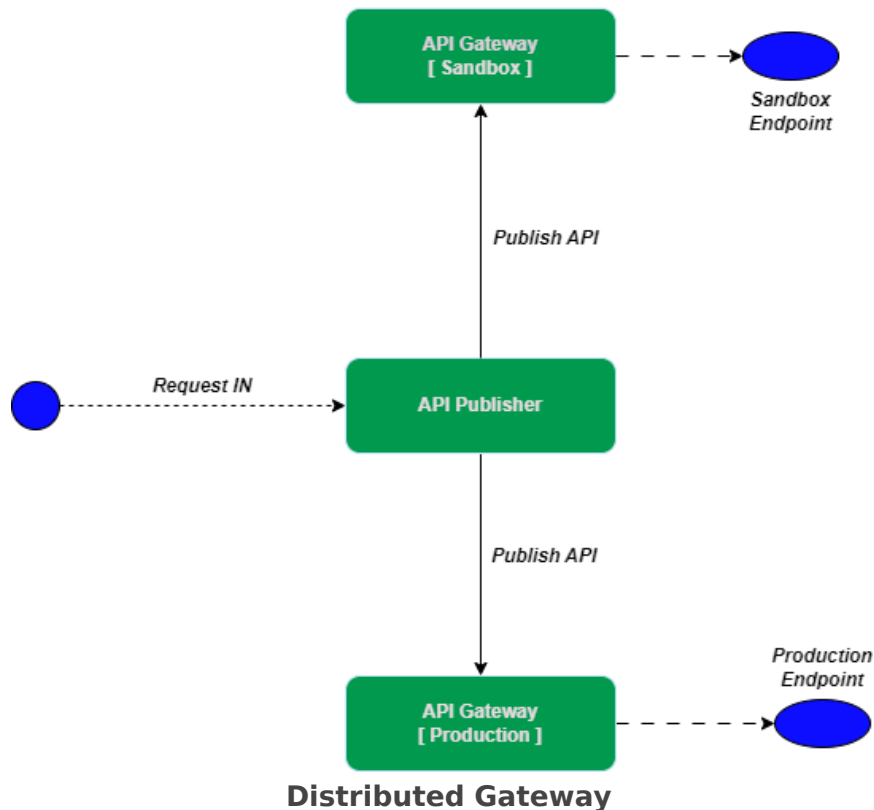 API Gateway
[ Sandbox ]
Sandbox
Endpoint
Publish API
Request IN
API Publisher
Publish API
Production
Endpoint
API Gateway
[ Production ]
Distributed Gateway